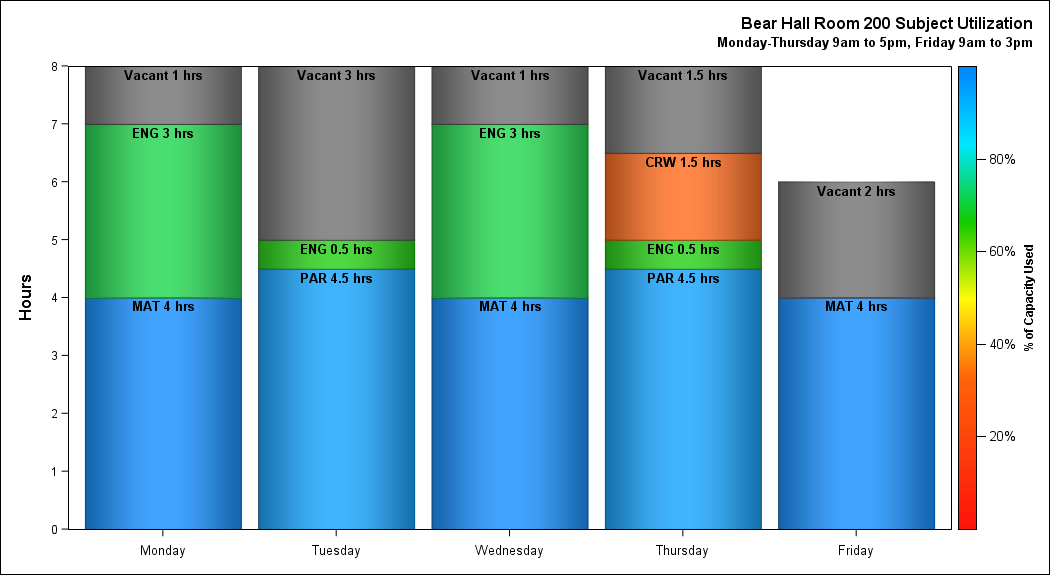 Bear Hall Room 200 Subject Utilization
Monday-Thursday 9am to 5pm, Friday 9am to 3pm
8
7
6
5
4
3
2
1
0
Hours
Vacant 1 hrs
ENG 3 hrs
MAT 4 hrs
Vacant 3 hrs
ENG 0.5 hrs
PAR 4.5 hrs
Vacant 1 hrs
ENG 3 hrs
MAT 4 hrs
Vacant 1.5 hrs
CRW 1.5 hrs
ENG 0.5 hrs
PAR 4.5 hrs
Vacant 2 hrs
MAT 4 hrs
Monday
Tuesday
Wednesday
Thursday
Friday
80%
60%
40%
20%
% of Capacity Used